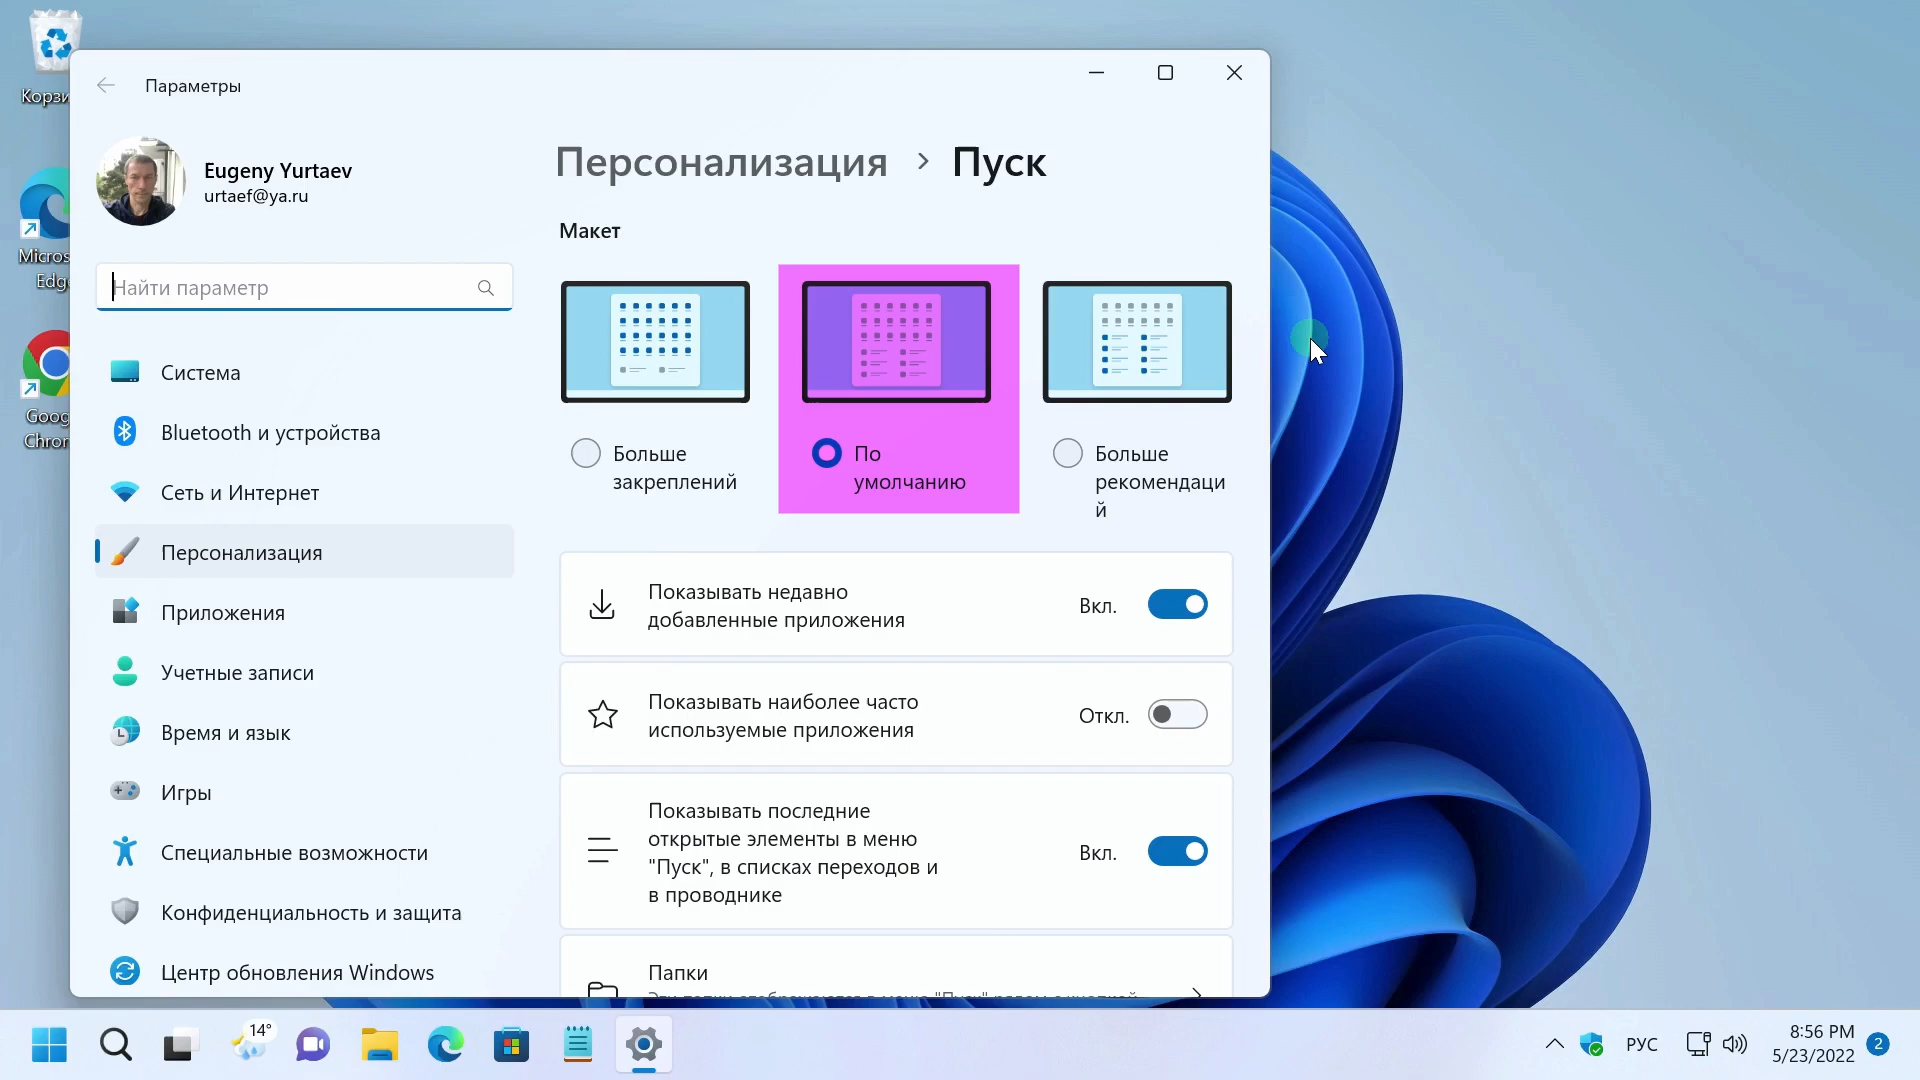 Параметры
Eugeny Yurtaev
urtaef@ya.ru
Найти параметр
Система
Bluetooth и устройства
Сеть и Интернет
Персонализация
Приложения
Учетные записи
Время и язык
Игры
Специальные возможности
Конфиденциальность и защита
Центр обновления Windows
Персонализация > Пуск
Макет
Больше
закреплений
По
умолчанию
Больше
рекомендаци
й
Показывать недавно
добавленные приложения
Вкл.
Показывать наиболее часто
используемые приложения
Откл.
Показывать последние
открытые элементы в меню
"Пуск", в списках переходов и
в проводнике
Вкл.
Папки
Корзи
Micros
Edge
Goog
Chron
14°
РУС
8:56 PM
5/23/2022
2